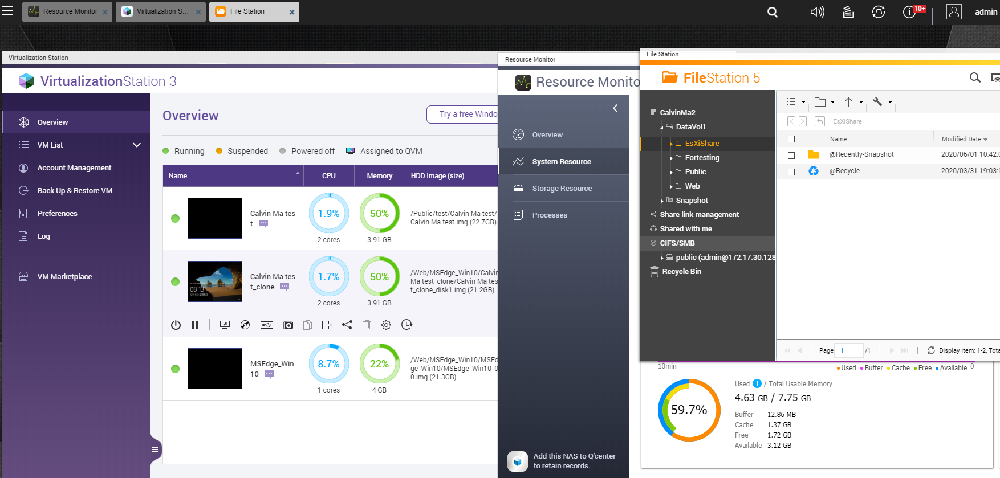 Resource Monitor
Virtualization S...
File Station
10+
admin
Virtualization Station
VirtualizationStation 3
Overview
VM List
Account Management
Back Up & Restore VM
Preferences
Log
VM Marketplace
Overview
Try a free Windo
Running
Suspended
Powered off
Assigned to QVM
Name
CPU
Memory
HDD Image (size)
Calvin Ma tes
t
1.9%
2 cores
50%
3.91 GB
/Public/test/Calvin Ma test/
Calvin Ma test.img (22.7GB)
08:13
Calvin Ma tes
t_clone
1.7%
2 cores
50%
3.91 GB
/Web/MSEdge_Win10/Calvin
Ma test_clone/Calvin Ma tes
t_clone_disk1.img (21.2GB)
MSEdge_Win
10
8.7%
1 cores
22%
4 GB
/Web/MSEdge_Win10/MSEd
ge_Win10/MSEdge_Win10_0
0.img (21.3GB)
Resource Monitor
Resource Monito
Overview
System Resource
Storage Resource
Processes
Add this NAS to Q'center
to retain records.
File Station
FileStation 5
CalvinMa2
DataVol1
EsXiShare
Fortesting
Public
Web
Snapshot
Share link management
Shared with me
CIFS/SMB
public (admin@172.17.30.128
Recycle Bin
EsXiShare
Name
Modified Date
@Recently-Snapshot
2020/06/01 10:42:0
@Recycle
2020/03/31 19:03:1
Page 1 /1
Display item: 1-2, Tota
10min
Used
Buffer
Cache
Free
Available
0
59.7%
Used / Total Usable Memory
4.63 GB / 7.75 GB
Buffer 12.86 MB
Cache 1.37 GB
Free 1.72 GB
Available 3.12 GB